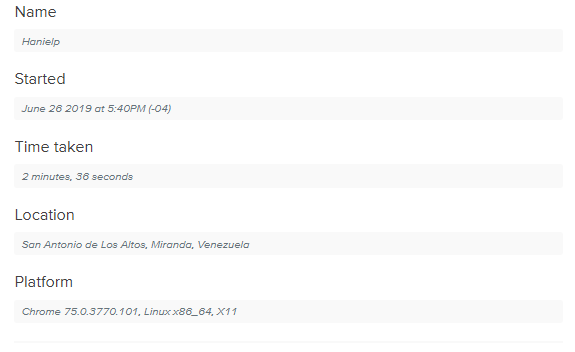 Name
Hanielp
Started
June 26 2019 at 5:40PM (-04)
Time taken
2 minutes, 36 seconds
Location
San Antonio de Los Altos, Miranda, Venezuela
Platform
Chrome 75.0.3770.101, Linux x86_64, X11